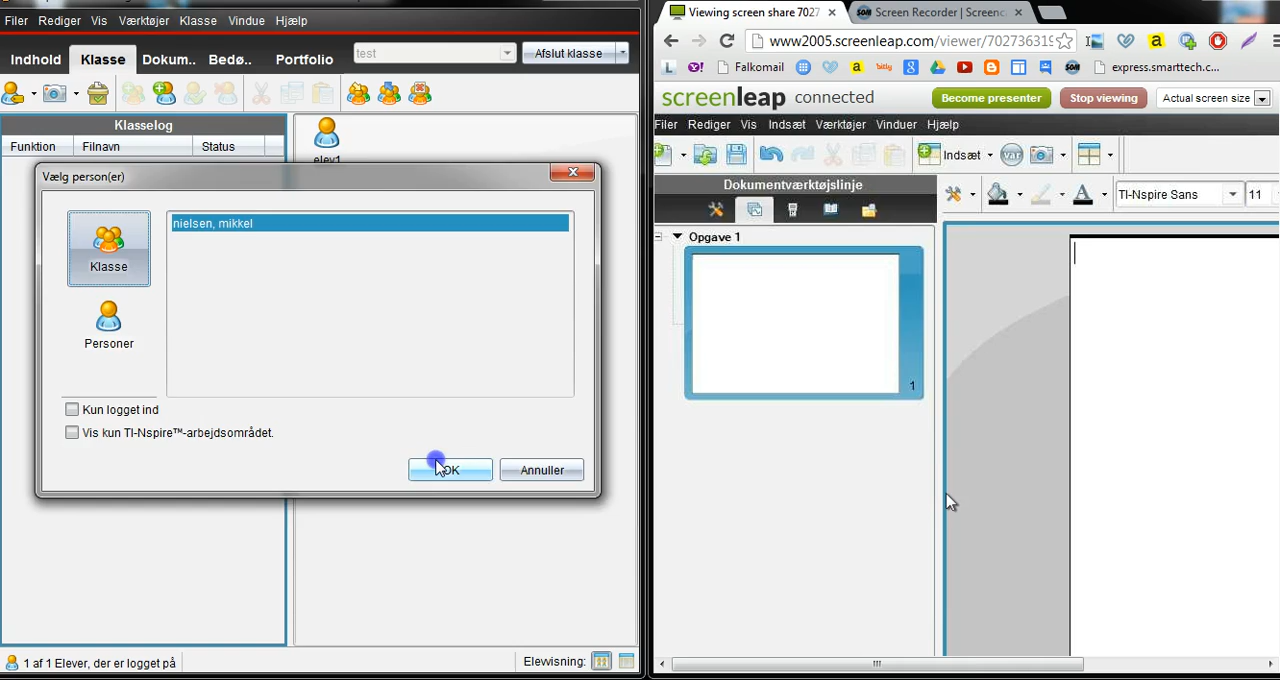 Filer Rediger Vis Værktøjer Klasse Vindue Hjælp
Indhold Klasse Dokum.. Bedø.. Portfolio test Afslut klasse
Klasselog
Funktion Filnavn Status
elev1
Vælg person(er)
Klasse
Personer
nielsen, mikkel
Kun logget ind
Vis kun TI-Nspire™-arbejdsområdet.
OK Annuller
1 af 1 Elever, der er logget på
Elewisning:
Viewing screen share 7027 Screen Recorder | Screenc
www2005.screenleap.com/viewer/702736319
Falkomail express.smarttech.c...
screenleap connected Become presenter Stop viewing Actual screen size
Filer Rediger Vis Indsæt Værktøjer Vinduer Hjælp
Indsæt var
Dokumentværktøjslinje
TI-Nspire Sans 11
Opgave 1
1